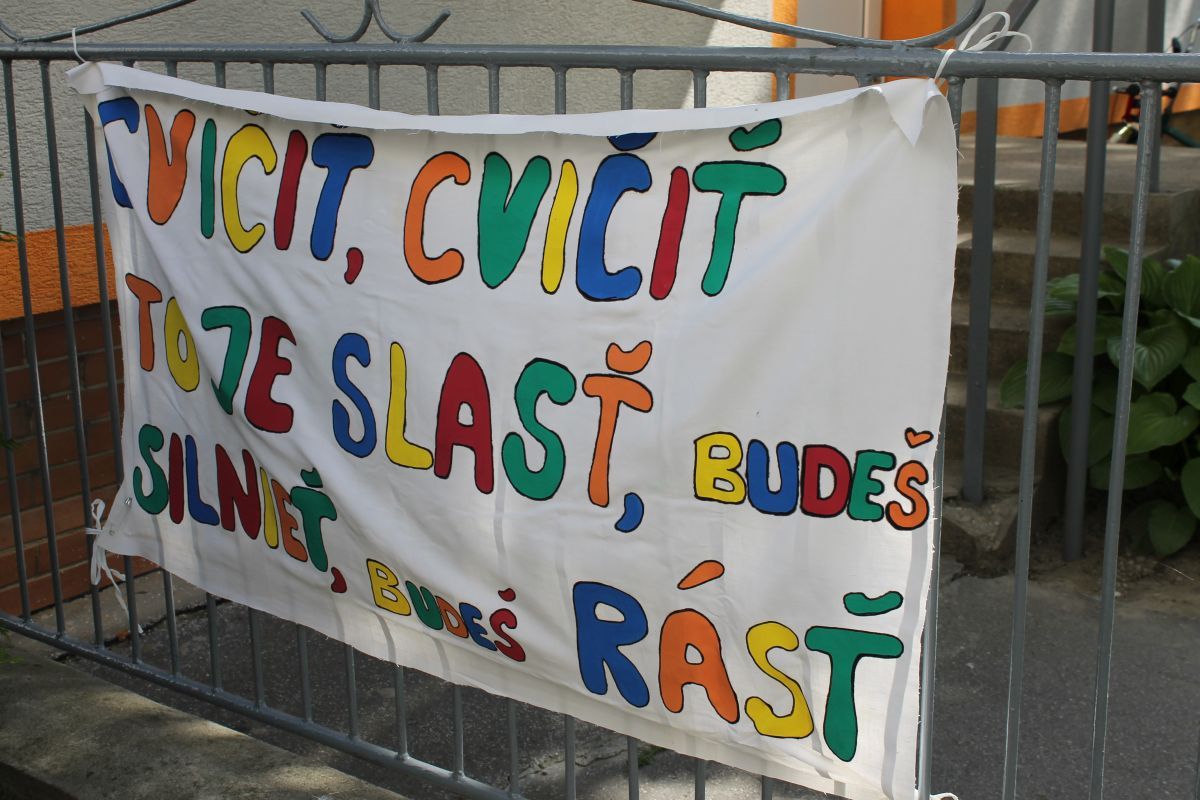 CVIČIŤ, CVIČIŤ
TO JE SLASŤ, BUDEŠ
SILNIEŤ, BUDEŠ RÁSŤ